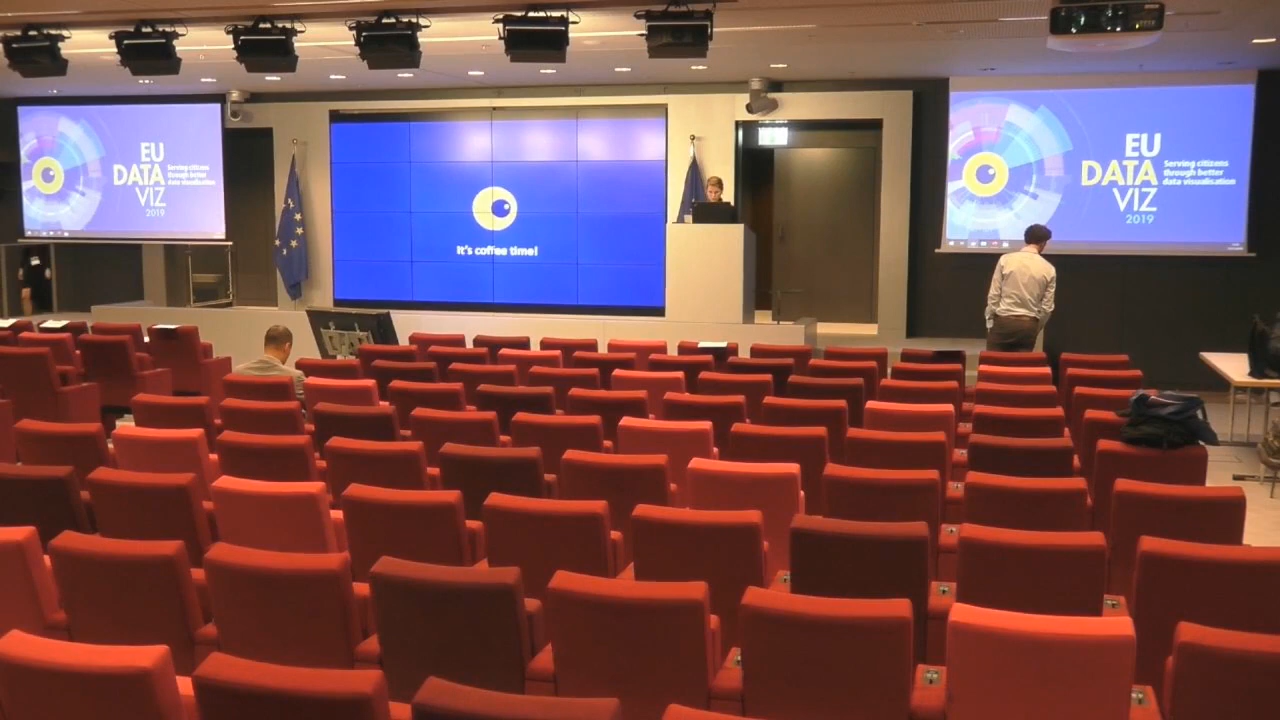 EU
DATA
VIZ
2019
Serving citizens
through better
data visualisation
It's coffee time!
EU
DATA
VIZ
2019
Serving citizens
through better
data visualisation